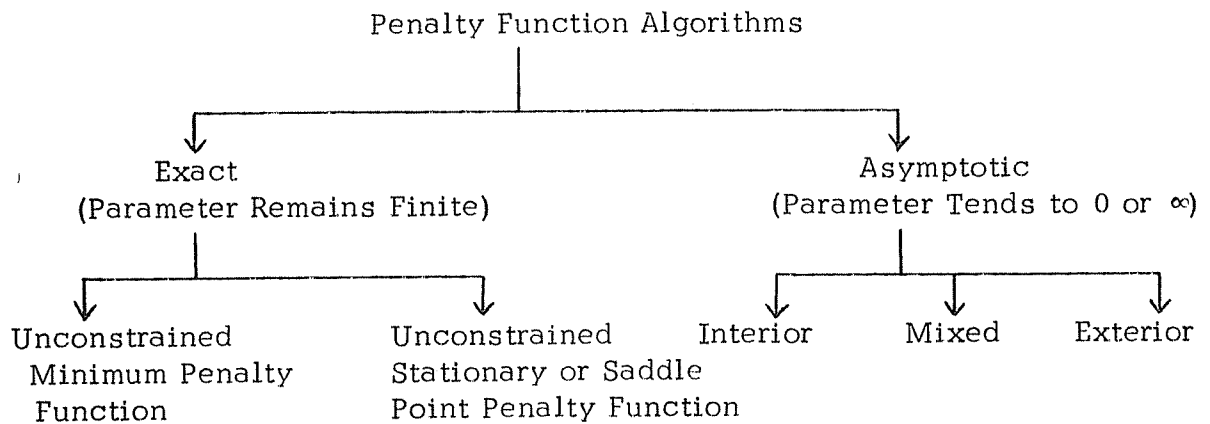 Penalty Function Algorithms
Exact
(Parameter Remains Finite)
Asymptotic
(Parameter Tends to 0 or ∞)
Unconstrained
Minimum Penalty
Function
Unconstrained
Stationary or Saddle
Point Penalty Function
Interior
Mixed
Exterior